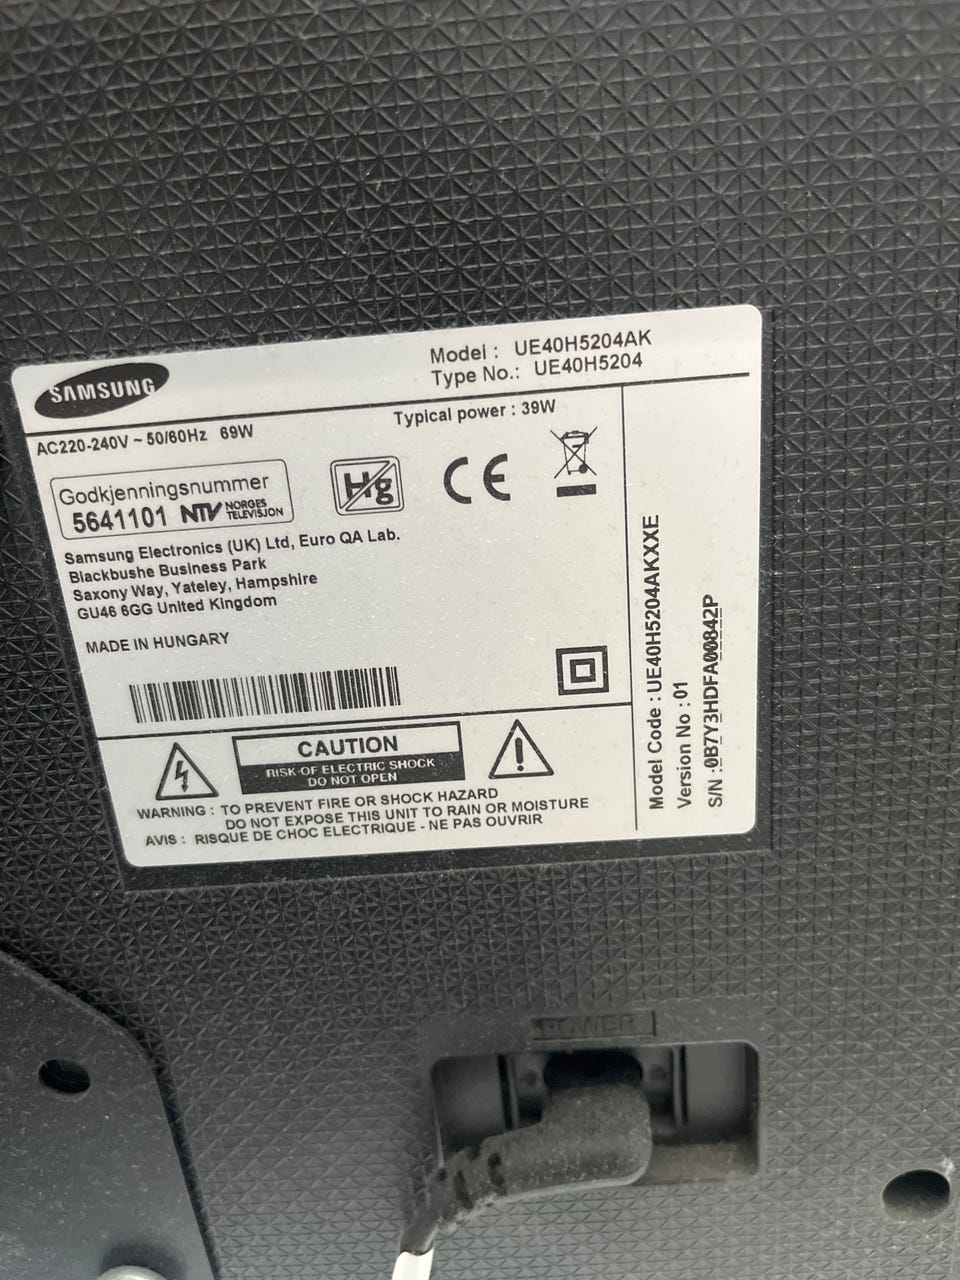 SAMSUNG
Model : UE40H5204AK
Type No.: UE40H5204
AC220-240V ~ 50/60Hz 69W
Typical power : 39W
Godkjenningsnummer
5641101 NTV NORGES TELEVISJON
Hg
CE
Samsung Electronics (UK) Ltd, Euro QA Lab.
Blackbushe Business Park
Saxony Way, Yateley, Hampshire
GU46 6GG United Kingdom
MADE IN HUNGARY
CAUTION
RISK OF ELECTRIC SHOCK
DO NOT OPEN
WARNING : TO PREVENT FIRE OR SHOCK HAZARD
DO NOT EXPOSE THIS UNIT TO RAIN OR MOISTURE
AVIS : RISQUE DE CHOC ELECTRIQUE - NE PAS OUVRIR
Model Code : UE40H5204AKXXE
Version No : 01
S/N :0B7Y3HDFA00842P
POWER